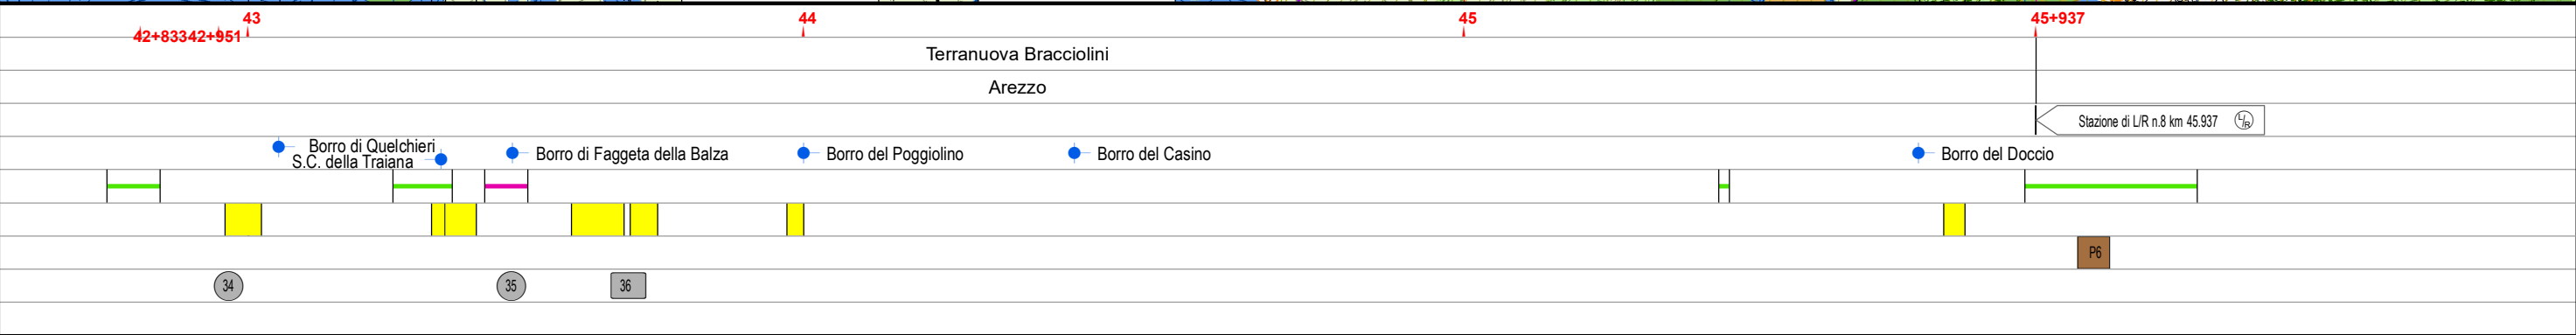 43 44 45 45+937
42+833 42+951
Terranuova Bracciolini
Arezzo
Stazione di L/R n.8 km 45.937 L/R
Borro di Quelchieri
S.C. della Traiana
Borro di Faggeta della Balza
Borro del Poggiolino
Borro del Casino
Borro del Doccio
P6
34 35 36